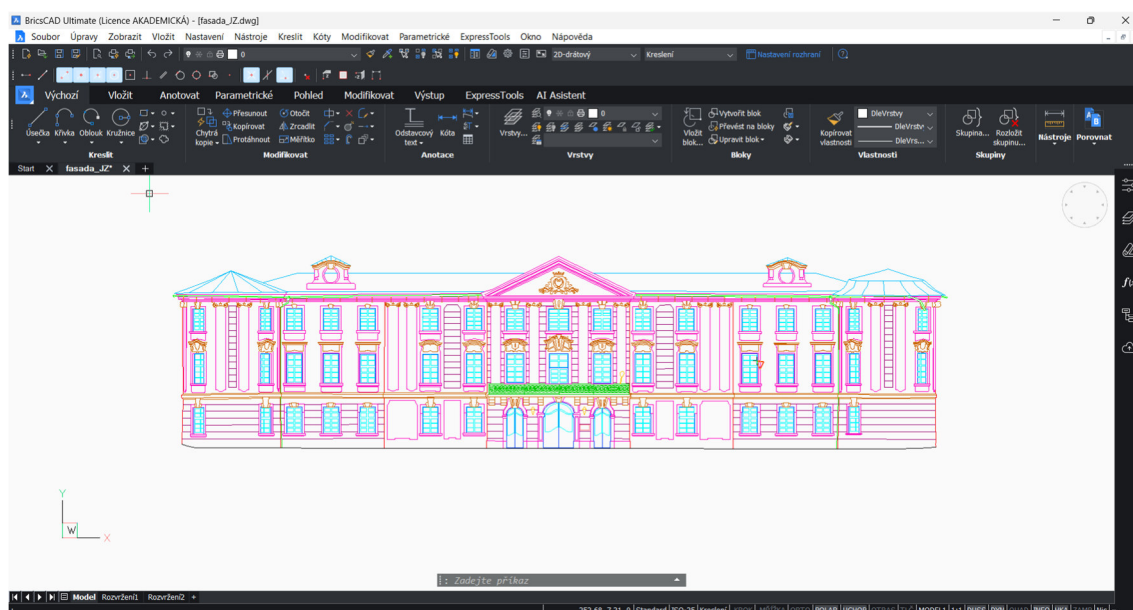 BricsCAD Ultimate (Licence AKADEMICKÁ) - [fasada_JZ.dwg]
Soubor Úpravy Zobrazit Vložit Nastavení Nástroje Kreslit Kóty Modifikovat Parametrické ExpressTools Okno Nápověda
0 2D-drátový Kreslení Nastavení rozhraní
Výchozí Vložit Anotovat Parametrické Pohled Modifikovat Výstup ExpressTools AI Asistent
Úsečka Křivka Oblouk Kružnice
Chytrá kopie
Přesunout Otočit
Kopírovat Zrcadlit
Protáhnout Měřítko
Odstavcový text Kóta
Vrstvy...
0
Vložit blok...
Vytvořit blok
Převést na bloky
Upravit blok
Kopírovat vlastnosti
DleVrstvy
DleVrstv
DleVrs...
Skupina... Rozložit skupinu...
Nástroje Porovnat
Kreslit Modifikovat Anotace Vrstvy Bloky Vlastnosti Skupiny
Start fasada_JZ*
Y
W X
: Zadejte příkaz
Model Rozvržení1 Rozvržení2 +
Standard ISO-25 Kreslení